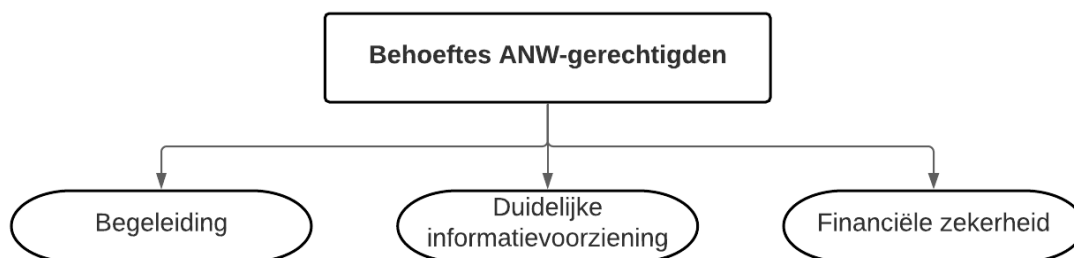 Behoeftes ANW-gerechtigden
Begeleiding
Duidelijke
informatievoorziening
Financiële zekerheid